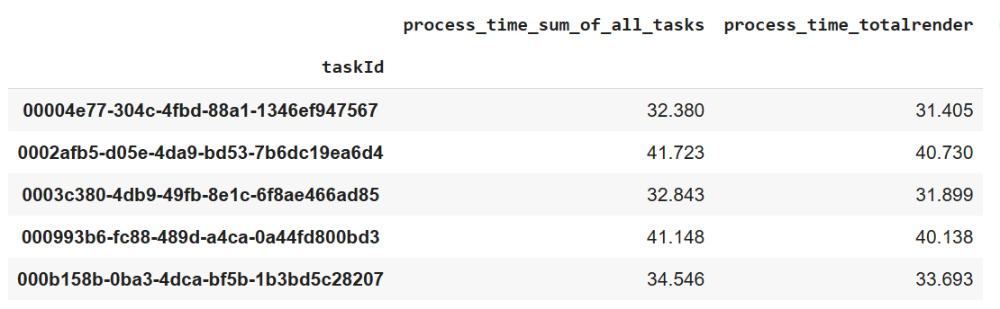 process_time_sum_of_all_tasks process_time_totalrender
taskId
00004e77-304c-4fbd-88a1-1346ef947567 32.380 31.405
0002afb5-d05e-4da9-bd53-7b6dc19ea6d4 41.723 40.730
0003c380-4db9-49fb-8e1c-6f8ae466ad85 32.843 31.899
000993b6-fc88-489d-a4ca-0a44fd800bd3 41.148 40.138
000b158b-0ba3-4dca-bf5b-1b3bd5c28207 34.546 33.693